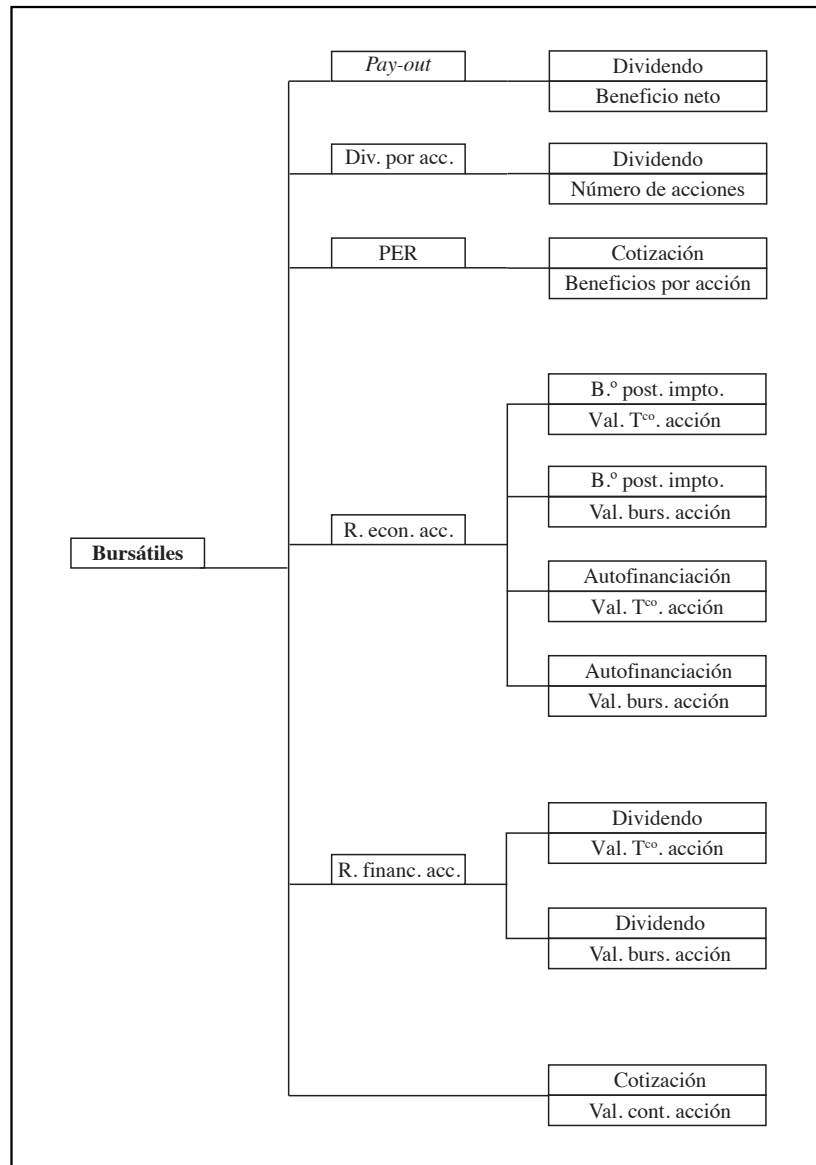 Pay-out
Dividendo
Beneficio neto
Div. por acc.
Dividendo
Número de acciones
PER
Cotización
Beneficios por acción
B.º post. impto.
Val. Tᶜᵒ. acción
B.º post. impto.
Val. burs. acción
Bursátiles
R. econ. acc.
Autofinanciación
Val. Tᶜᵒ. acción
Autofinanciación
Val. burs. acción
Dividendo
Val. Tᶜᵒ. acción
R. financ. acc.
Dividendo
Val. burs. acción
Cotización
Val. cont. acción